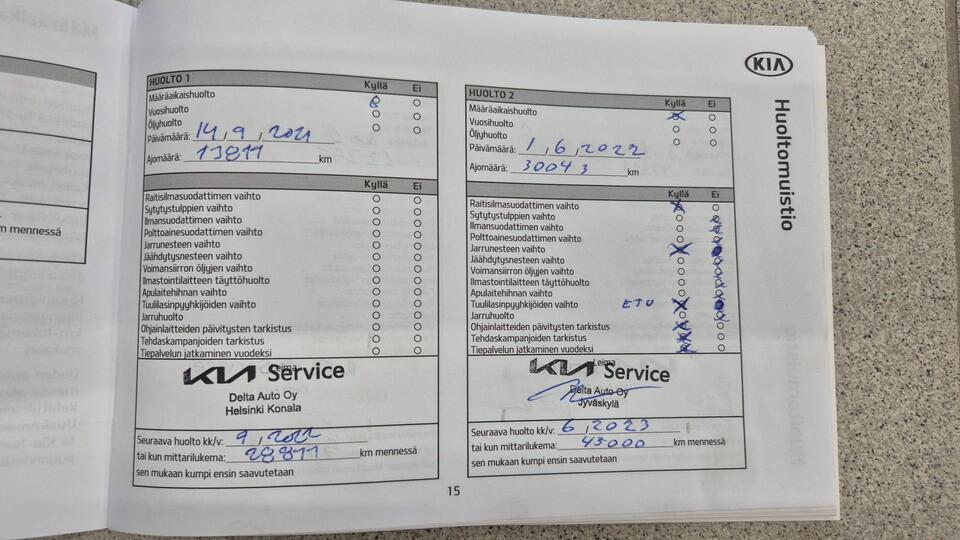 m mennessä
KIA
Huoltomuistio
HUOLTO 1
Kyllä Ei
Määräaikaishuolto
Vuosihuolto
Öljyhuolto
Päivämäärä: 14, 9, 2021
Ajomäärä: 13811 km
Kyllä Ei
Raitisilmasuodattimen vaihto
Sytytystulppien vaihto
Ilmansuodattimen vaihto
Polttoainesuodattimen vaihto
Jarrunesteen vaihto
Jäähdytysnesteen vaihto
Voimansiirron öljyjen vaihto
Ilmastointilaitteen täyttöhuolto
Apulaitehihnan vaihto
Tuulilasinpyyhkijöiden vaihto
Jarruhuolto
Ohjainlaitteiden päivitysten tarkistus
Tehdaskampanjoiden tarkistus
Tiepalvelun jatkaminen vuodeksi
Leima
KIA Service
Delta Auto Oy
Helsinki Konala
Seuraava huolto kk/v: 9, 2022
tai kun mittarilukema: 28811 km mennessä
sen mukaan kumpi ensin saavutetaan
HUOLTO 2
Kyllä Ei
Määräaikaishuolto
Vuosihuolto
Öljyhuolto
Päivämäärä: 1, 6, 2022
Ajomäärä: 30043 km
Kyllä Ei
Raitisilmasuodattimen vaihto
Sytytystulppien vaihto
Ilmansuodattimen vaihto
Polttoainesuodattimen vaihto
Jarrunesteen vaihto
Jäähdytysnesteen vaihto
Voimansiirron öljyjen vaihto
Ilmastointilaitteen täyttöhuolto
Apulaitehihnan vaihto
Tuulilasinpyyhkijöiden vaihto ETU
Jarruhuolto
Ohjainlaitteiden päivitysten tarkistus
Tehdaskampanjoiden tarkistus
Tiepalvelun jatkaminen vuodeksi
Leima
KIA Service
Delta Auto Oy
Jyväskylä
Seuraava huolto kk/v: 6, 2023
tai kun mittarilukema: 45000 km mennessä
sen mukaan kumpi ensin saavutetaan
15